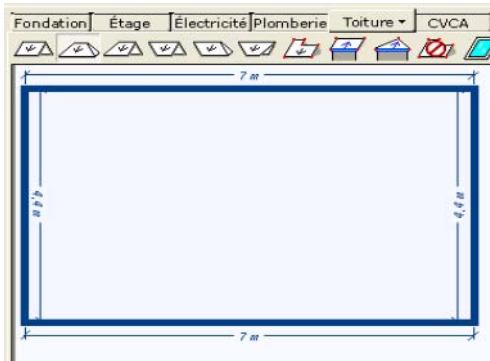 Fondation Étage Électricité Plomberie Toiture CVCA
7 m
4,4 m 4,4 m
7 m